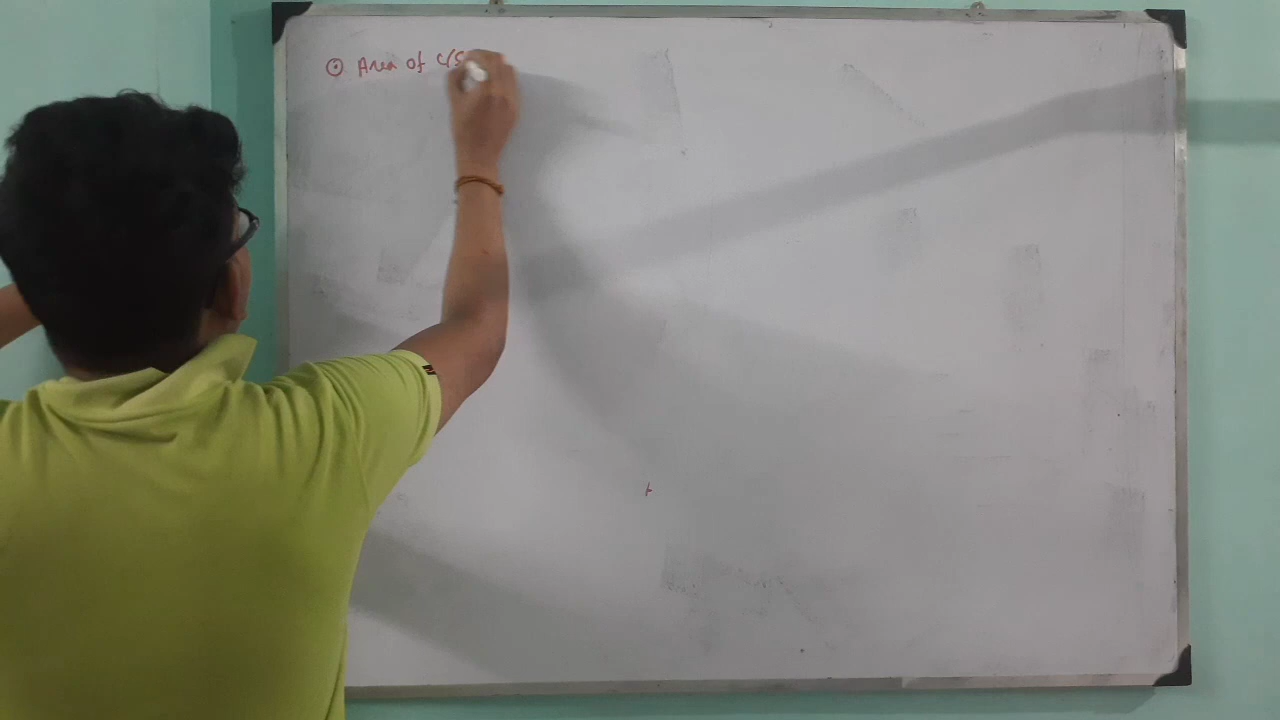 ⊙ Area of c/s